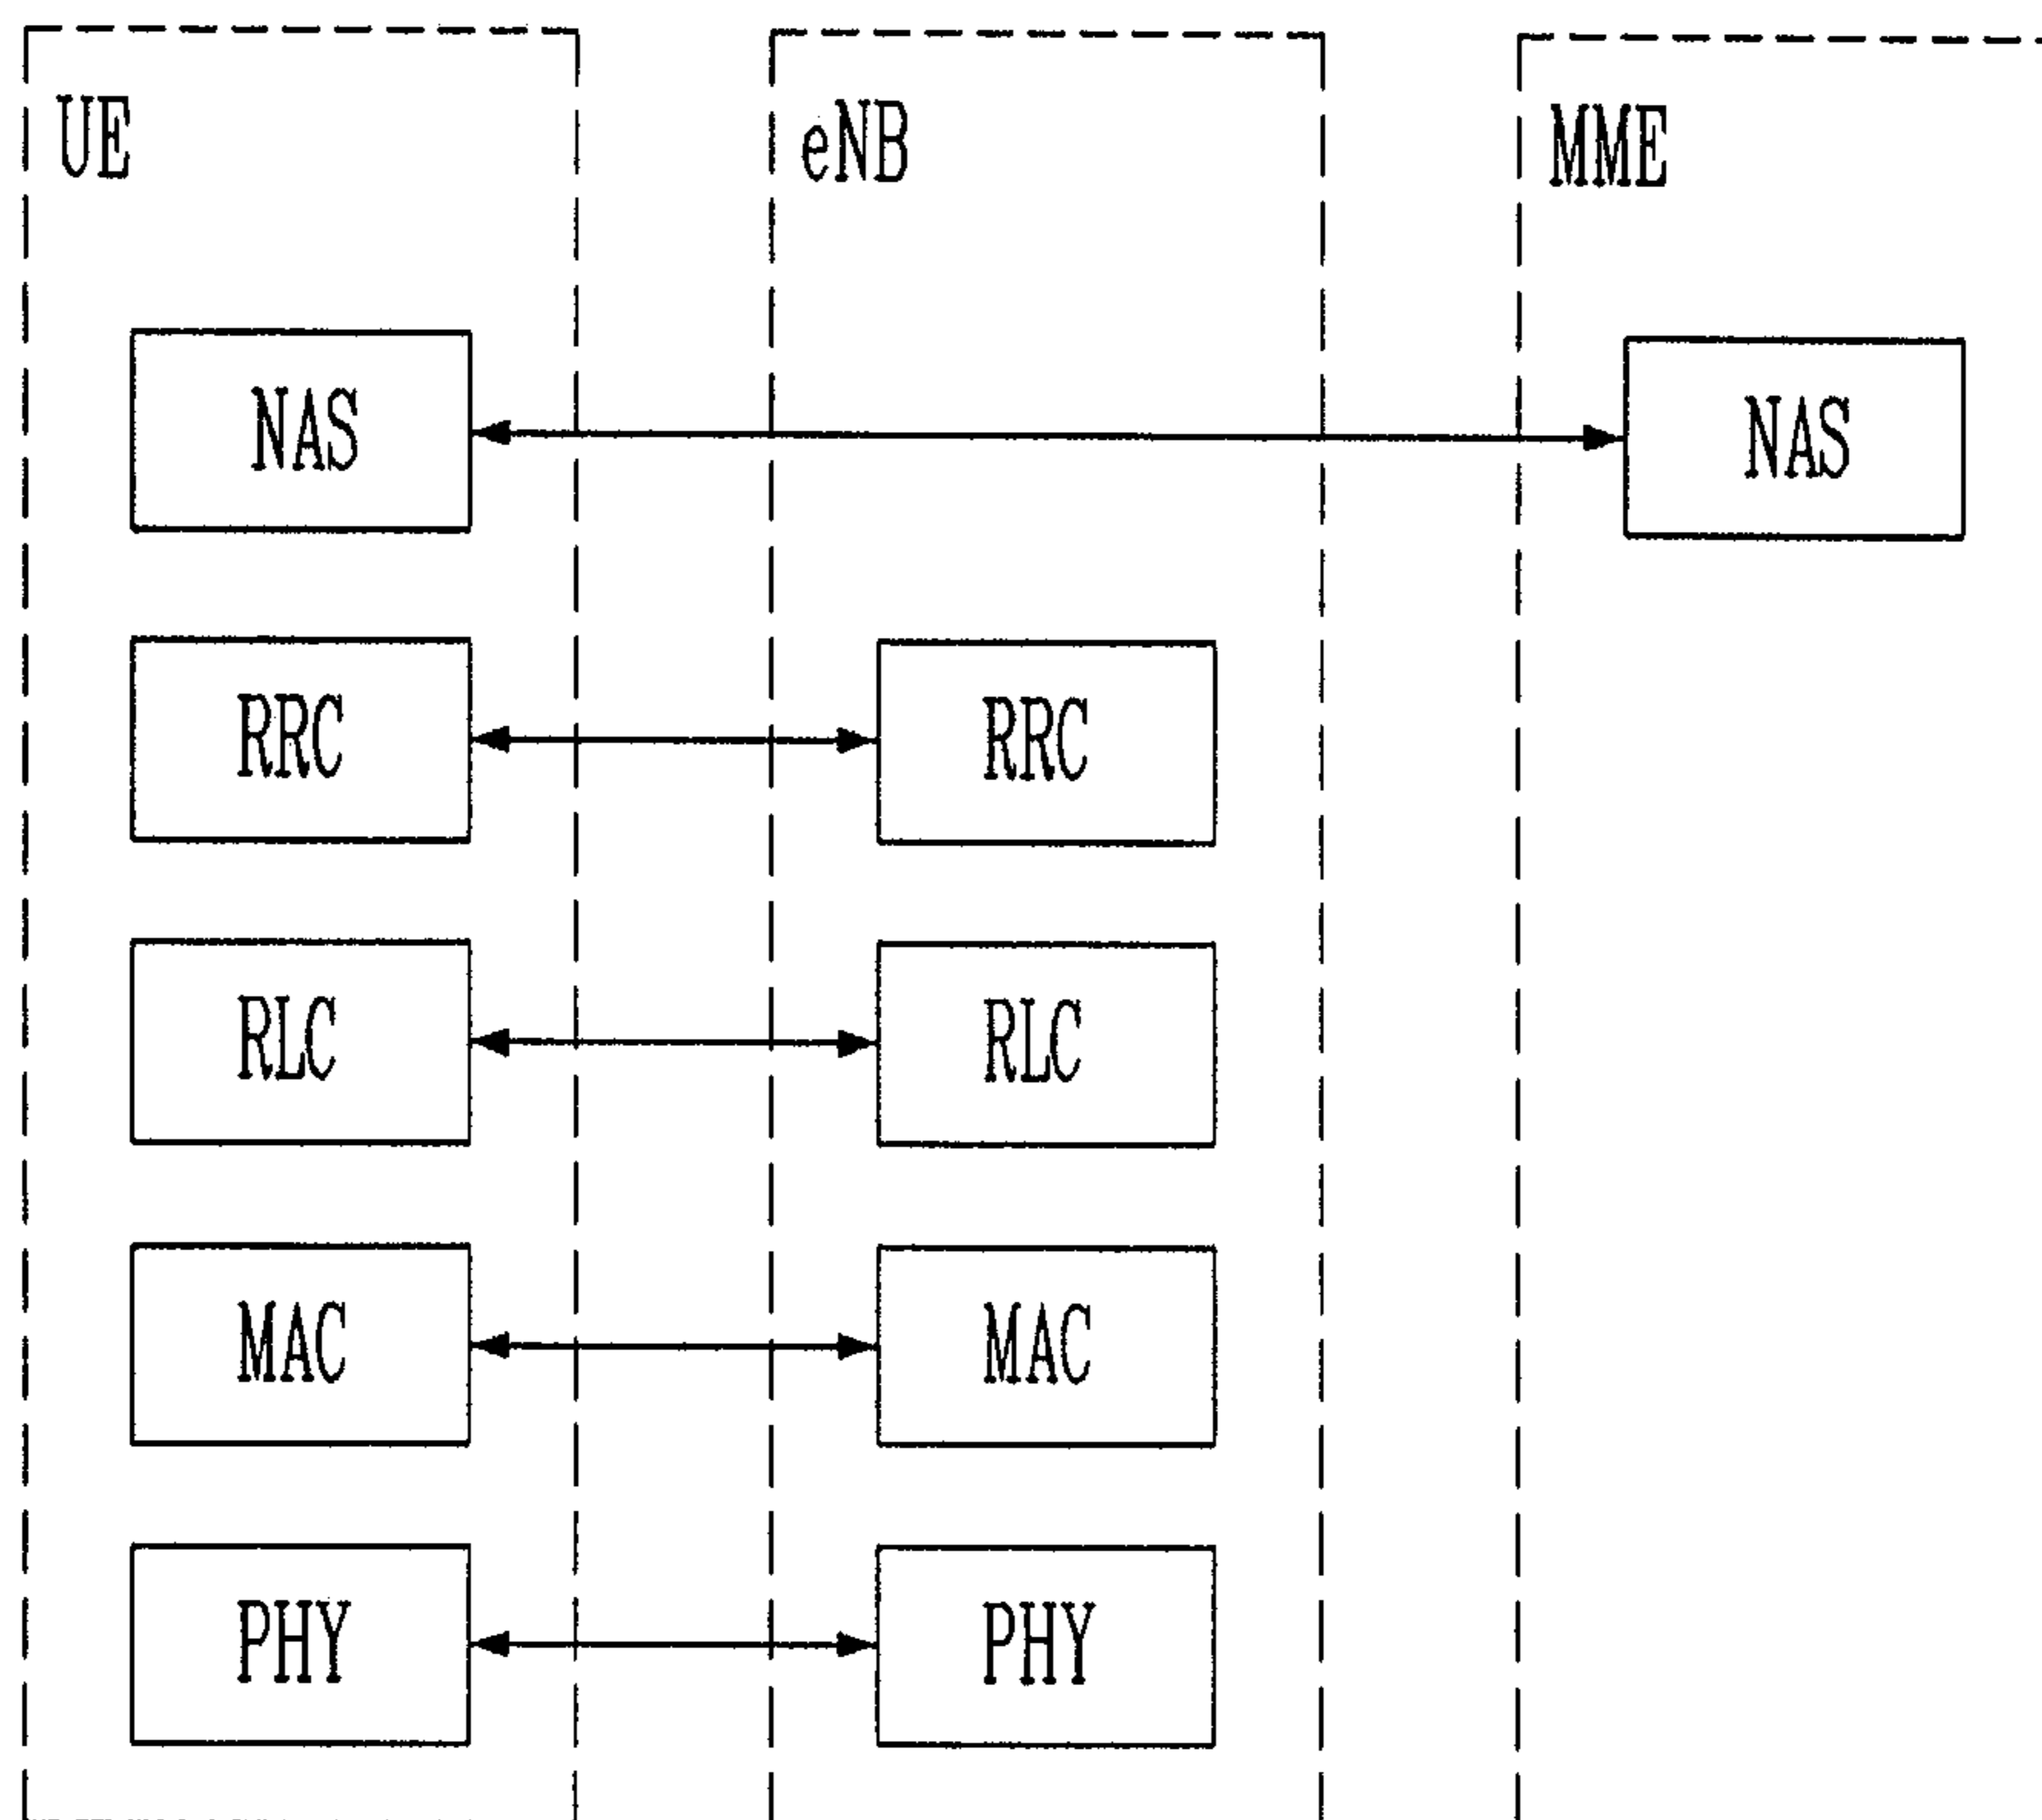 UE eNB MME
NAS NAS
RRC RRC
RLC RLC
MAC MAC
PHY PHY